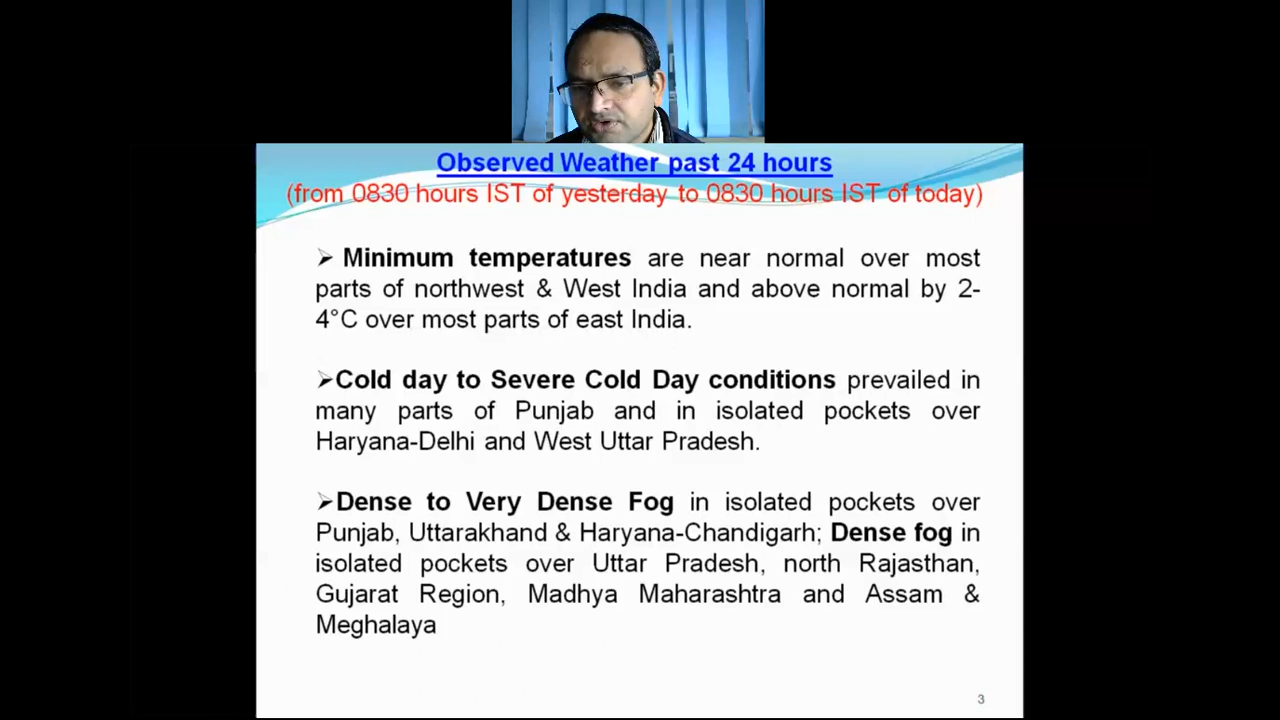 Observed Weather past 24 hours
(from 0830 hours IST of yesterday to 0830 hours IST of today)
➢ Minimum temperatures are near normal over most
parts of northwest & West India and above normal by 2-
4°C over most parts of east India.
➢Cold day to Severe Cold Day conditions prevailed in
many parts of Punjab and in isolated pockets over
Haryana-Delhi and West Uttar Pradesh.
➢Dense to Very Dense Fog in isolated pockets over
Punjab, Uttarakhand & Haryana-Chandigarh; Dense fog in
isolated pockets over Uttar Pradesh, north Rajasthan,
Gujarat Region, Madhya Maharashtra and Assam &
Meghalaya
3